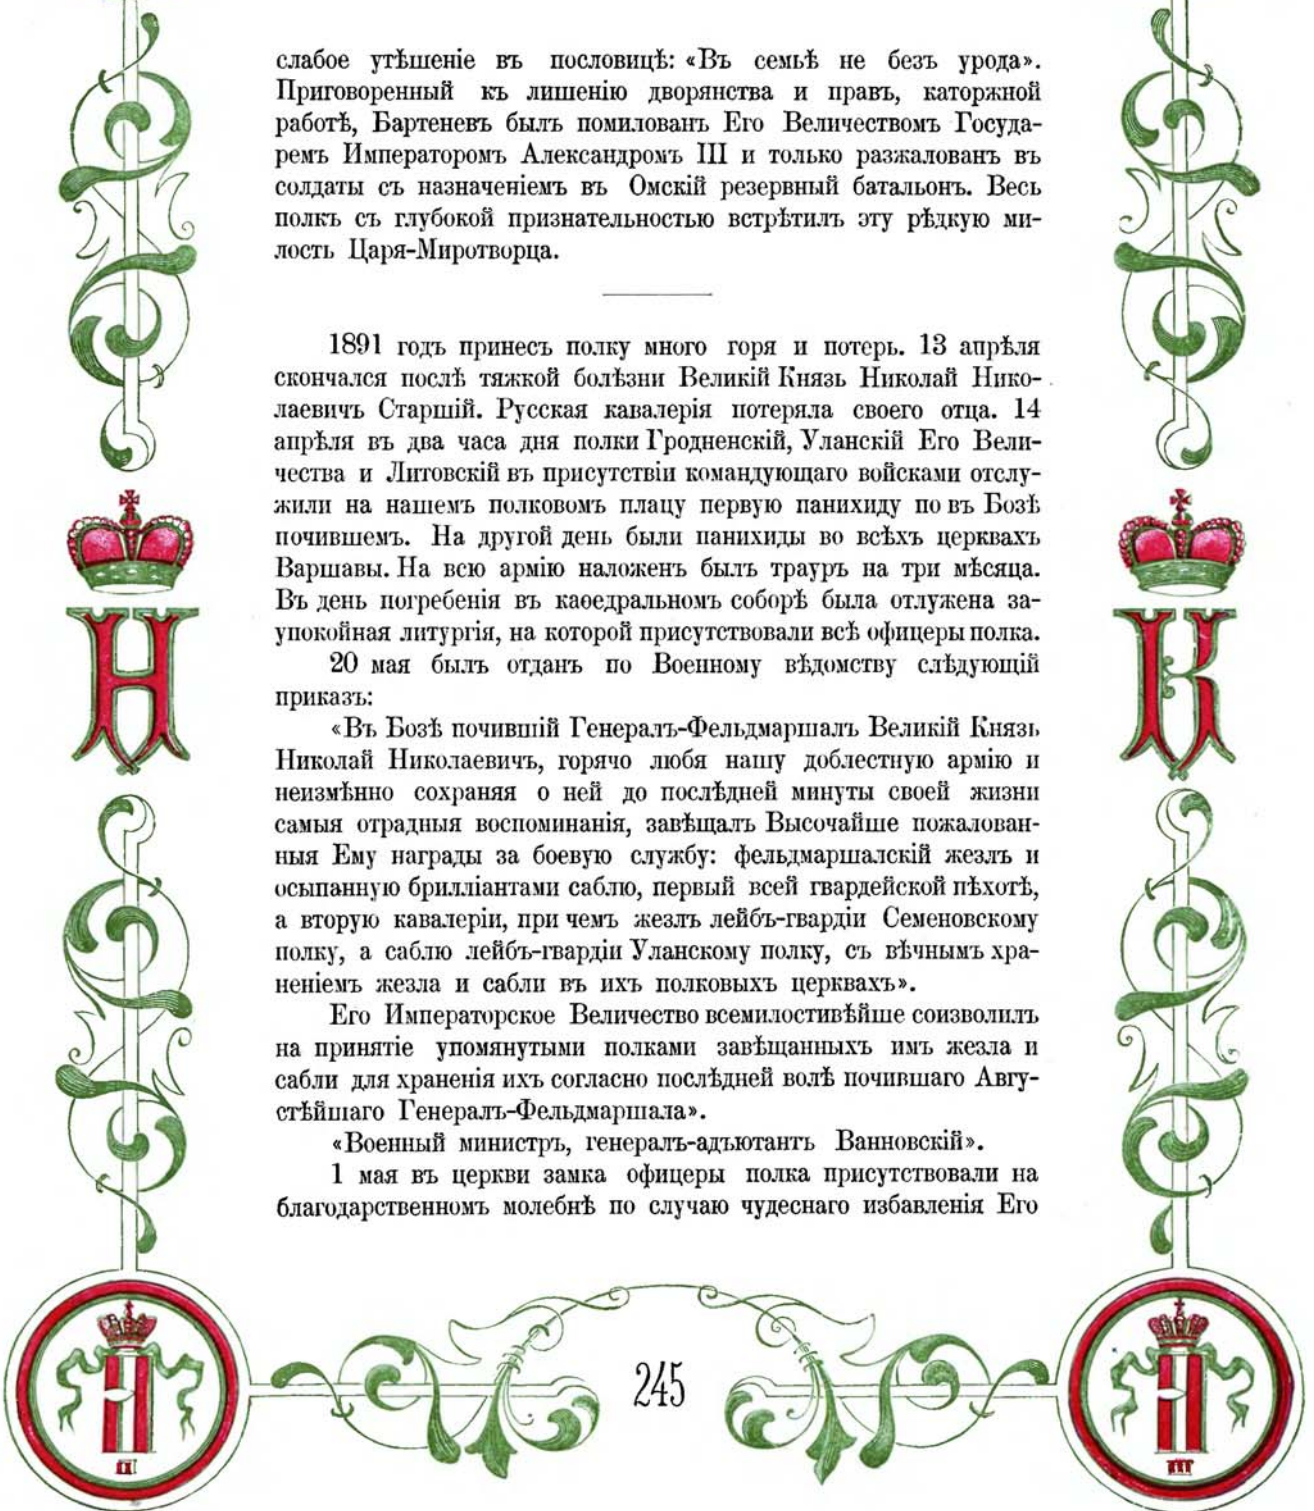 слабое утѣшеніе въ пословицѣ: «Въ семьѣ не безъ урода».
Приговоренный къ лишенію дворянства и правъ, каторжной
работѣ, Бартеневъ былъ помилованъ Его Величествомъ Госуда-
ремъ Императоромъ Александромъ III и только разжалованъ въ
солдаты съ назначеніемъ въ Омскій резервный батальонъ. Весь
полкъ съ глубокой признательностью встрѣтилъ эту рѣдкую ми-
лость Царя-Миротворца.
1891 годъ принесъ полку много горя и потерь. 13 апрѣля
скончался послѣ тяжкой болѣзни Великій Князь Николай Нико-
лаевичъ Старшій. Русская кавалерія потеряла своего отца. 14
апрѣля въ два часа дня полки Гродненскій, Уланскій Его Вели-
чества и Литовскій въ присутствіи командующаго войсками отслу-
жили на нашемъ полковомъ плацу первую панихиду по въ Бозѣ
почившемъ. На другой день были панихиды во всѣхъ церквахъ
Варшавы. На всю армію наложенъ былъ трауръ на три мѣсяца.
Въ день погребенія въ каѳедральномъ соборѣ была отлужена за-
упокойная литургія, на которой присутствовали всѣ офицеры полка.
20 мая былъ отданъ по Военному вѣдомству слѣдующій
приказъ:
«Въ Бозѣ почившій Генералъ-Фельдмаршалъ Великій Князь
Николай Николаевичъ, горячо любя нашу доблестную армію и
неизмѣнно сохраняя о ней до послѣдней минуты своей жизни
самыя отрадныя воспоминанія, завѣщалъ Высочайше пожалован-
ныя Ему награды за боевую службу: фельдмаршалскій жезлъ и
осыпанную брилліантами саблю, первый всей гвардейской пѣхотѣ,
а вторую кавалеріи, при чемъ жезлъ лейбъ-гвардіи Семеновскому
полку, а саблю лейбъ-гвардіи Уланскому полку, съ вѣчнымъ хра-
неніемъ жезла и сабли въ ихъ полковыхъ церквахъ».
Его Императорское Величество всемилостивѣйше соизволилъ
на принятіе упомянутыми полками завѣщанныхъ имъ жезла и
сабли для храненія ихъ согласно послѣдней волѣ почившаго Авгу-
стѣйшаго Генералъ-Фельдмаршала».
«Военный министръ, генералъ-адъютантъ Ванновскій».
1 мая въ церкви замка офицеры полка присутствовали на
благодарственномъ молебнѣ по случаю чудеснаго избавленія Его
Н
К
245
III
III